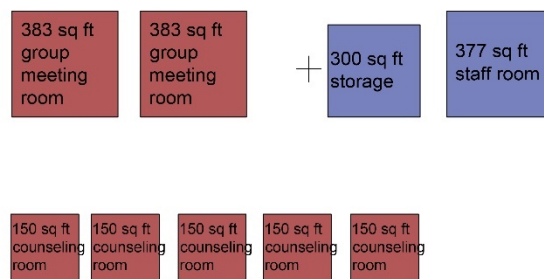 383 sq ft
group
meeting
room
383 sq ft
group
meeting
room
300 sq ft
storage
377 sq ft
staff room
150 sq ft
counseling
room
150 sq ft
counseling
room
150 sq ft
counseling
room
150 sq ft
counseling
room
150 sq ft
counseling
room